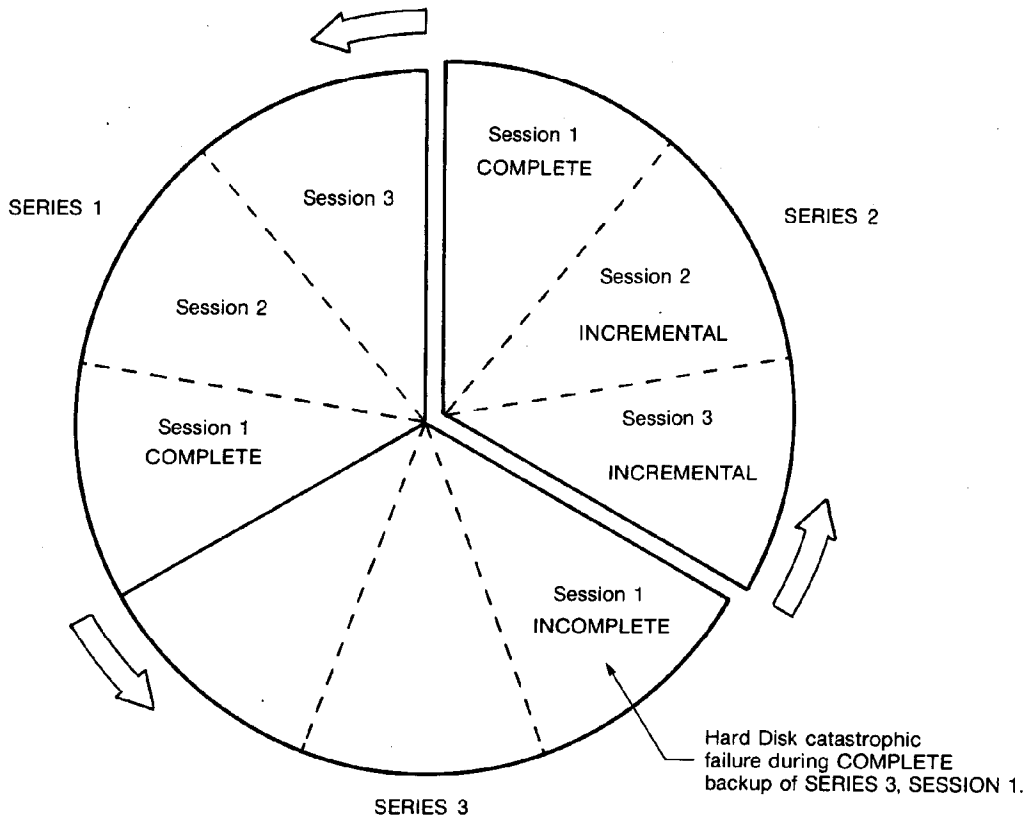 Session 1
COMPLETE
Session 3
SERIES 1
SERIES 2
Session 2
INCREMENTAL
Session 2
Session 3
Session 1
COMPLETE
INCREMENTAL
Session 1
INCOMPLETE
Hard Disk catastrophic
failure during COMPLETE
backup of SERIES 3, SESSION 1.
SERIES 3